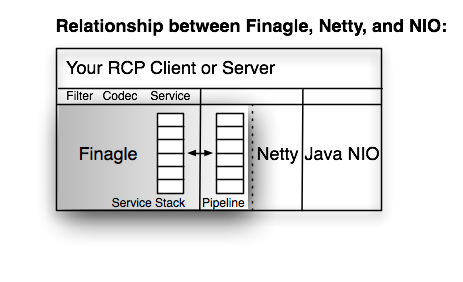 Relationship between Finagle, Netty, and NIO:
Your RCP Client or Server
Filter Codec Service
Finagle
Netty
Java NIO
Service Stack
Pipeline